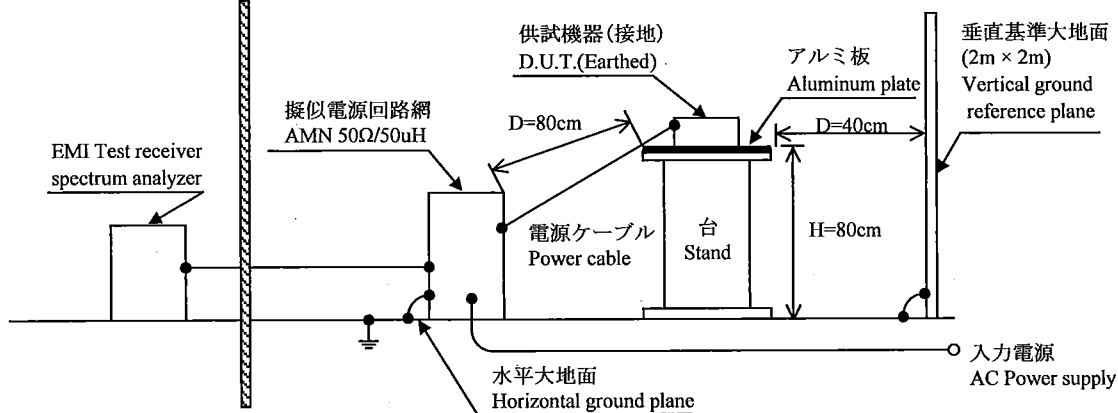 供試機器(接地)
D.U.T.(Earthed)
アルミ板
Aluminum plate
垂直基準大地面
(2m × 2m)
Vertical ground
reference plane
擬似電源回路網
AMN 50Ω/50uH
D=80cm
D=40cm
EMI Test receiver
spectrum analyzer
電源ケーブル
Power cable
台
Stand
H=80cm
水平大地面
Horizontal ground plane
入力電源
AC Power supply